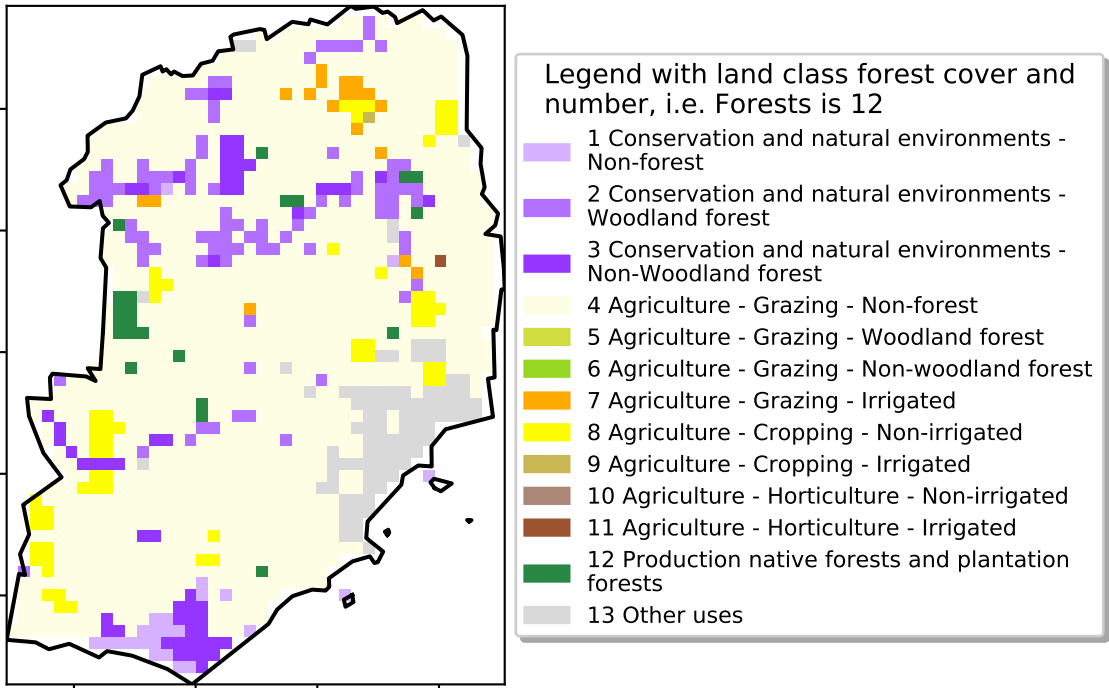 Legend with land class forest cover and
number, i.e. Forests is 12
1 Conservation and natural environments -
Non-forest
2 Conservation and natural environments -
Woodland forest
3 Conservation and natural environments -
Non-Woodland forest
4 Agriculture - Grazing - Non-forest
5 Agriculture - Grazing - Woodland forest
6 Agriculture - Grazing - Non-woodland forest
7 Agriculture - Grazing - Irrigated
8 Agriculture - Cropping - Non-irrigated
9 Agriculture - Cropping - Irrigated
10 Agriculture - Horticulture - Non-irrigated
11 Agriculture - Horticulture - Irrigated
12 Production native forests and plantation
forests
13 Other uses